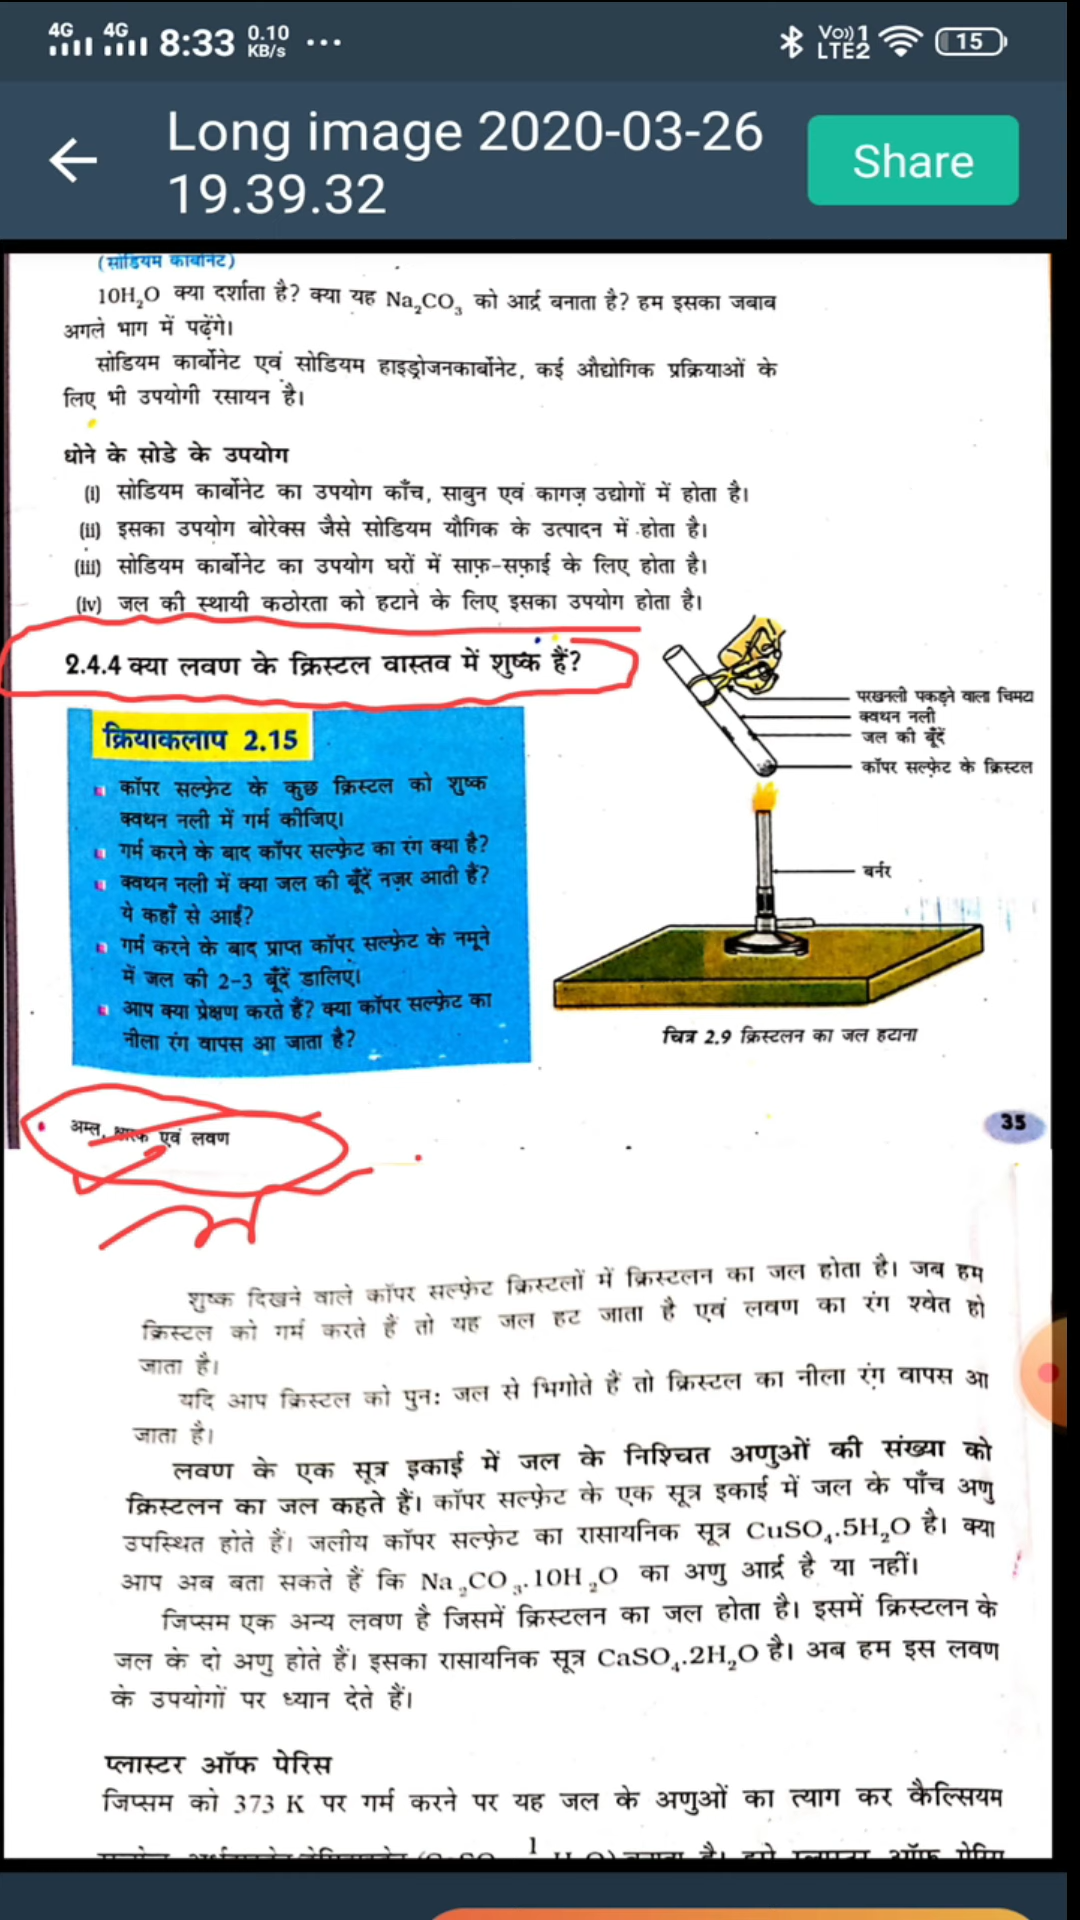 4G 4G 8:33 0.10 KB/s ...
Vo)) 1 LTE2 15
Long image 2020-03-26 19.39.32
Share
(सोडियम कार्बोनेट)
10H₂O क्या दर्शाता है? क्या यह Na₂CO₃ को आर्द्र बनाता है? हम इसका जबाब
अगले भाग में पढ़ेंगे।
सोडियम कार्बोनेट एवं सोडियम हाइड्रोजनकार्बोनेट, कई औद्योगिक प्रक्रियाओं के
लिए भी उपयोगी रसायन है।
धोने के सोडे के उपयोग
(i) सोडियम कार्बोनेट का उपयोग काँच, साबुन एवं कागज़ उद्योगों में होता है।
(ii) इसका उपयोग बोरेक्स जैसे सोडियम यौगिक के उत्पादन में होता है।
(iii) सोडियम कार्बोनेट का उपयोग घरों में साफ़-सफ़ाई के लिए होता है।
(iv) जल की स्थायी कठोरता को हटाने के लिए इसका उपयोग होता है।
2.4.4 क्या लवण के क्रिस्टल वास्तव में शुष्क हैं?
क्रियाकलाप 2.15
कॉपर सल्फ़ेट के कुछ क्रिस्टल को शुष्क
क्वथन नली में गर्म कीजिए।
गर्म करने के बाद कॉपर सल्फ़ेट का रंग क्या है?
क्वथन नली में क्या जल की बूँदें नज़र आती हैं?
ये कहाँ से आईं?
गर्म करने के बाद प्राप्त कॉपर सल्फ़ेट के नमूने
में जल की 2-3 बूँदें डालिए।
आप क्या प्रेक्षण करते हैं? क्या कॉपर सल्फ़ेट का
नीला रंग वापस आ जाता है?
परखनली पकड़ने वाला चिमटा
क्वथन नली
जल की बूँदें
कॉपर सल्फ़ेट के क्रिस्टल
बर्नर
चित्र 2.9 क्रिस्टलन का जल हटाना
अम्ल, क्षारक एवं लवण
35
शुष्क दिखने वाले कॉपर सल्फ़ेट क्रिस्टलों में क्रिस्टलन का जल होता है। जब हम
क्रिस्टल को गर्म करते हैं तो यह जल हट जाता है एवं लवण का रंग श्वेत हो
जाता है।
यदि आप क्रिस्टल को पुनः जल से भिगोते हैं तो क्रिस्टल का नीला रंग वापस आ
जाता है।
लवण के एक सूत्र इकाई में जल के निश्चित अणुओं की संख्या को
क्रिस्टलन का जल कहते हैं। कॉपर सल्फ़ेट के एक सूत्र इकाई में जल के पाँच अणु
उपस्थित होते हैं। जलीय कॉपर सल्फ़ेट का रासायनिक सूत्र CuSO₄.5H₂O है। क्या
आप अब बता सकते हैं कि Na₂CO₃.10H₂O का अणु आर्द्र है या नहीं।
जिप्सम एक अन्य लवण है जिसमें क्रिस्टलन का जल होता है। इसमें क्रिस्टलन के
जल के दो अणु होते हैं। इसका रासायनिक सूत्र CaSO₄.2H₂O है। अब हम इस लवण
के उपयोगों पर ध्यान देते हैं।
प्लास्टर ऑफ पेरिस
जिप्सम को 373 K पर गर्म करने पर यह जल के अणुओं का त्याग कर कैल्सियम